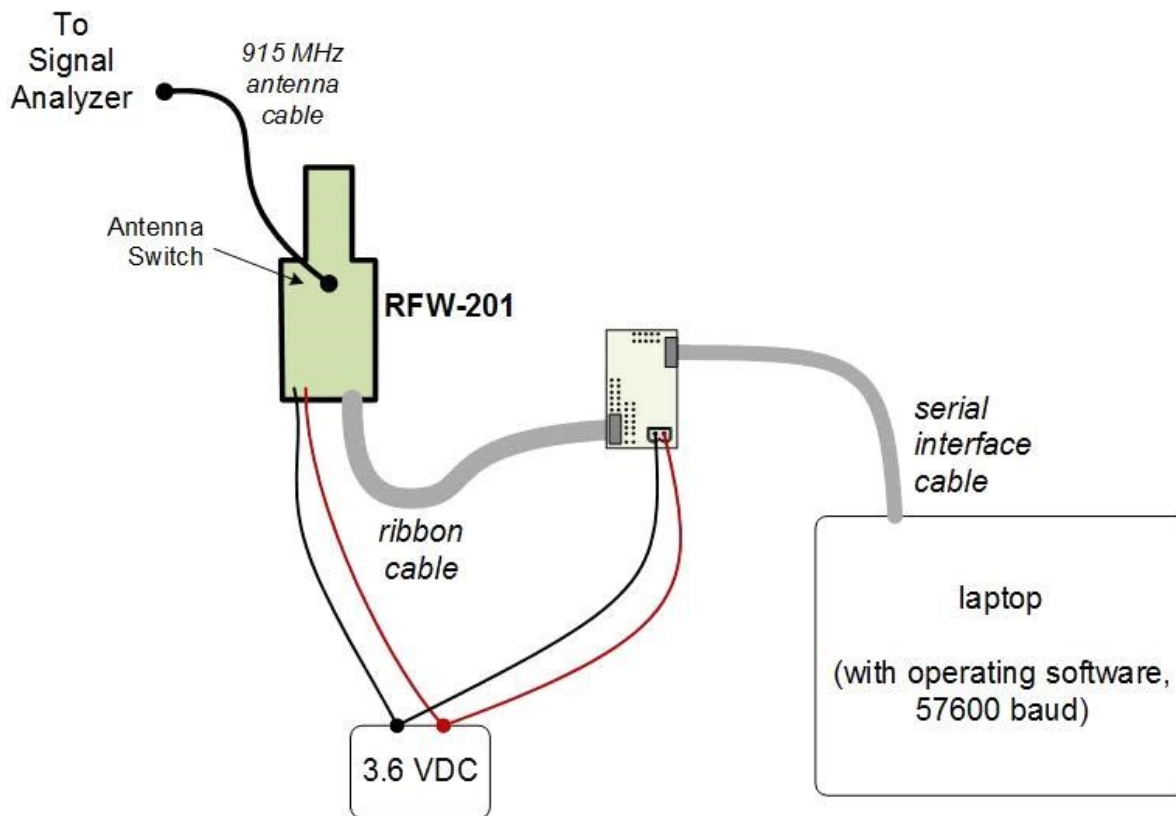 To
Signal
Analyzer
915 MHz
antenna
cable
Antenna
Switch
RFW-201
ribbon
cable
serial
interface
cable
laptop
(with operating software,
57600 baud)
3.6 VDC